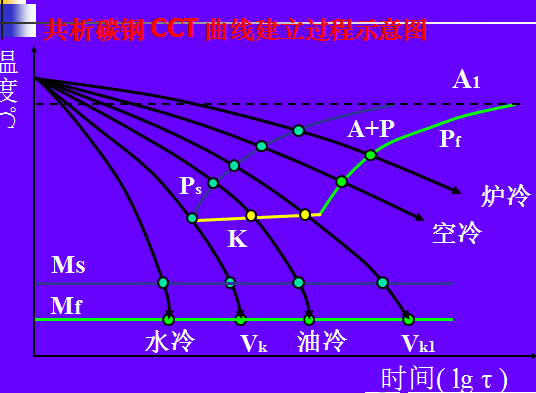 共析碳钢CCT曲线建立过程示意图
温度℃
A₁
A+P
Pf
Ps
炉冷
K
空冷
Ms
Mf
水冷 Vk 油冷 Vk1
时间( lg τ )